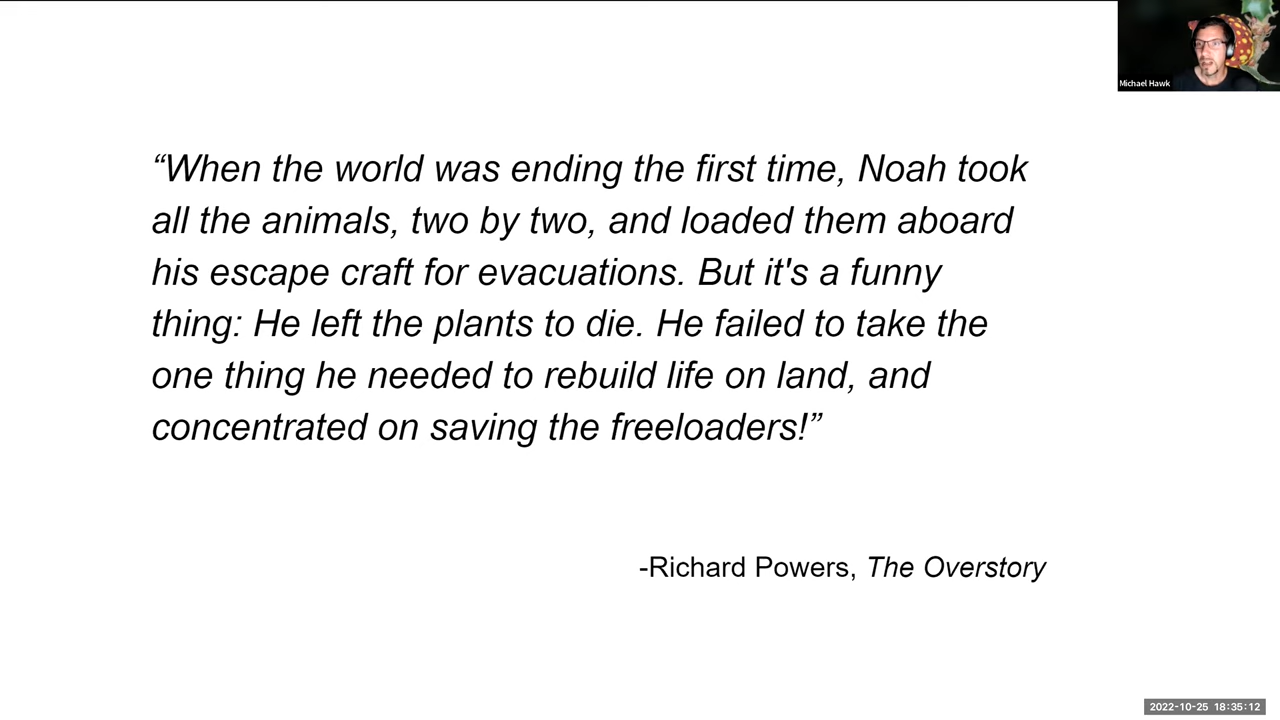 Michael Hawk
“When the world was ending the first time, Noah took
all the animals, two by two, and loaded them aboard
his escape craft for evacuations. But it's a funny
thing: He left the plants to die. He failed to take the
one thing he needed to rebuild life on land, and
concentrated on saving the freeloaders!”
-Richard Powers, The Overstory
2022-10-25 18:35:12